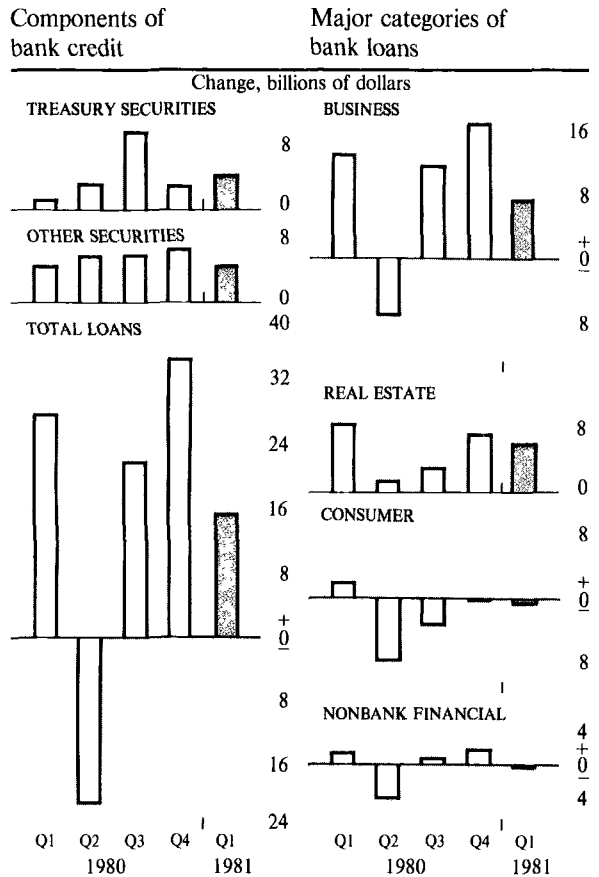 Components of
bank credit
Major categories of
bank loans
Change, billions of dollars
TREASURY SECURITIES
8
0
OTHER SECURITIES
8
0
TOTAL LOANS
40
32
24
16
8
+
0
−
8
16
24
Q1 Q2 Q3 Q4 Q1
1980 1981
BUSINESS
16
8
+
0
−
8
REAL ESTATE
8
0
CONSUMER
8
+
0
−
8
NONBANK FINANCIAL
4
+
0
−
4
Q1 Q2 Q3 Q4 Q1
1980 1981